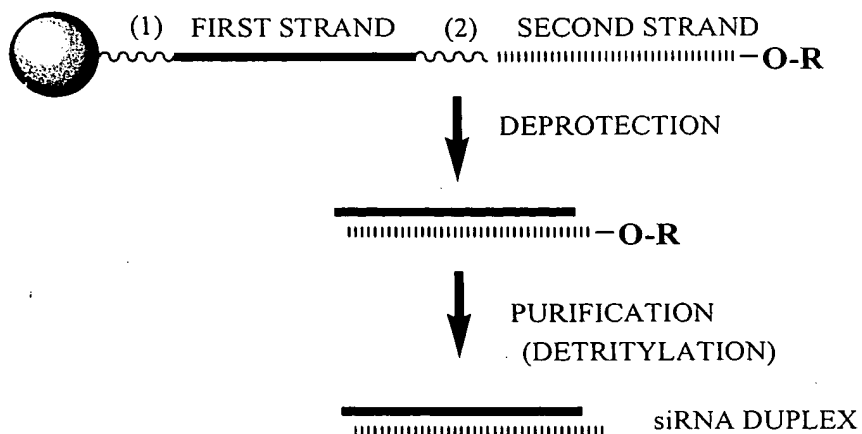 (1) FIRST STRAND (2) SECOND STRAND
-O-R
DEPROTECTION
-O-R
PURIFICATION
(DETRITYLATION)
siRNA DUPLEX